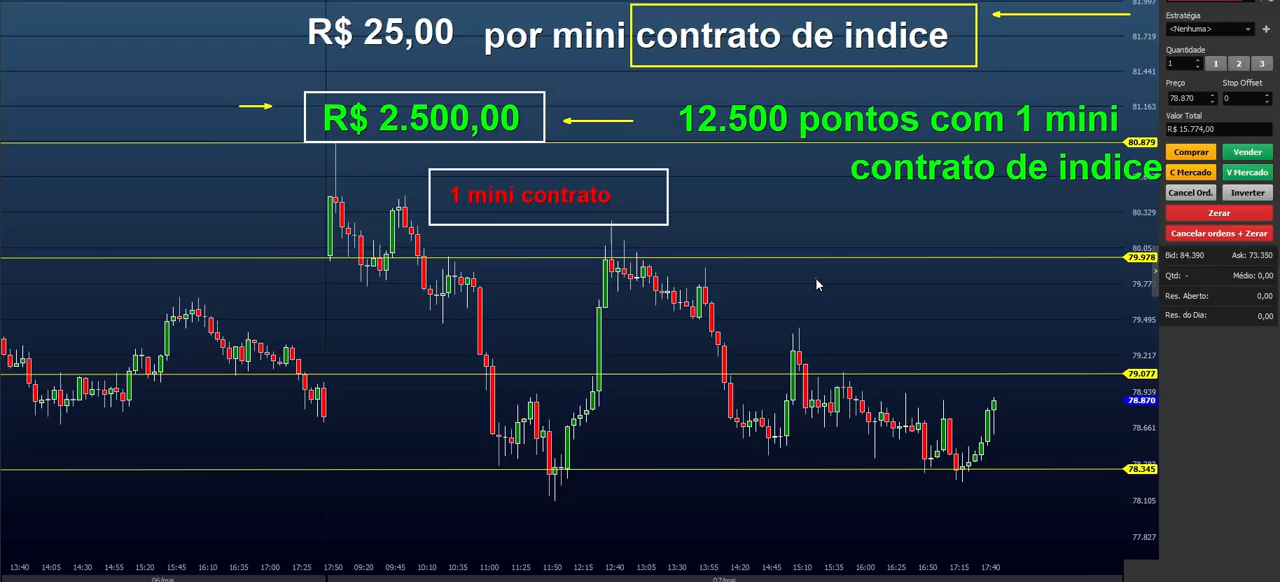 81.997
R$ 25,00 por mini contrato de indice
81.719
81.441
R$ 2.500,00
12.500 pontos com 1 mini
contrato de indice
81.163
80.879
1 mini contrato
80.329
80.05
79.978
79.77
79.495
79.217
79.077
78.939
78.870
78.661
78.345
78.105
77.827
13:40 14:05 14:30 14:55 15:20 15:45 16:10 16:35 17:00 17:25 17:50 09:20 09:45 10:10 10:35 11:00 11:25 11:50 12:15 12:40 13:05 13:30 13:55 14:20 14:45 15:10 15:35 16:00 16:25 16:50 17:15 17:40
06/mai 07/mai
Estratégia
<Nenhuma>
Quantidade
1 1 2 3
Preço Stop Offset
78.870 0
Valor Total
R$ 15.774,00
Comprar Vender
C Mercado V Mercado
Cancel Ord. Inverter
Zerar
Cancelar ordens + Zerar
Bid: 84.390 Ask: 73.350
Qtd: - Médio: 0,00
Res. Aberto: 0,00
Res. do Dia: 0,00